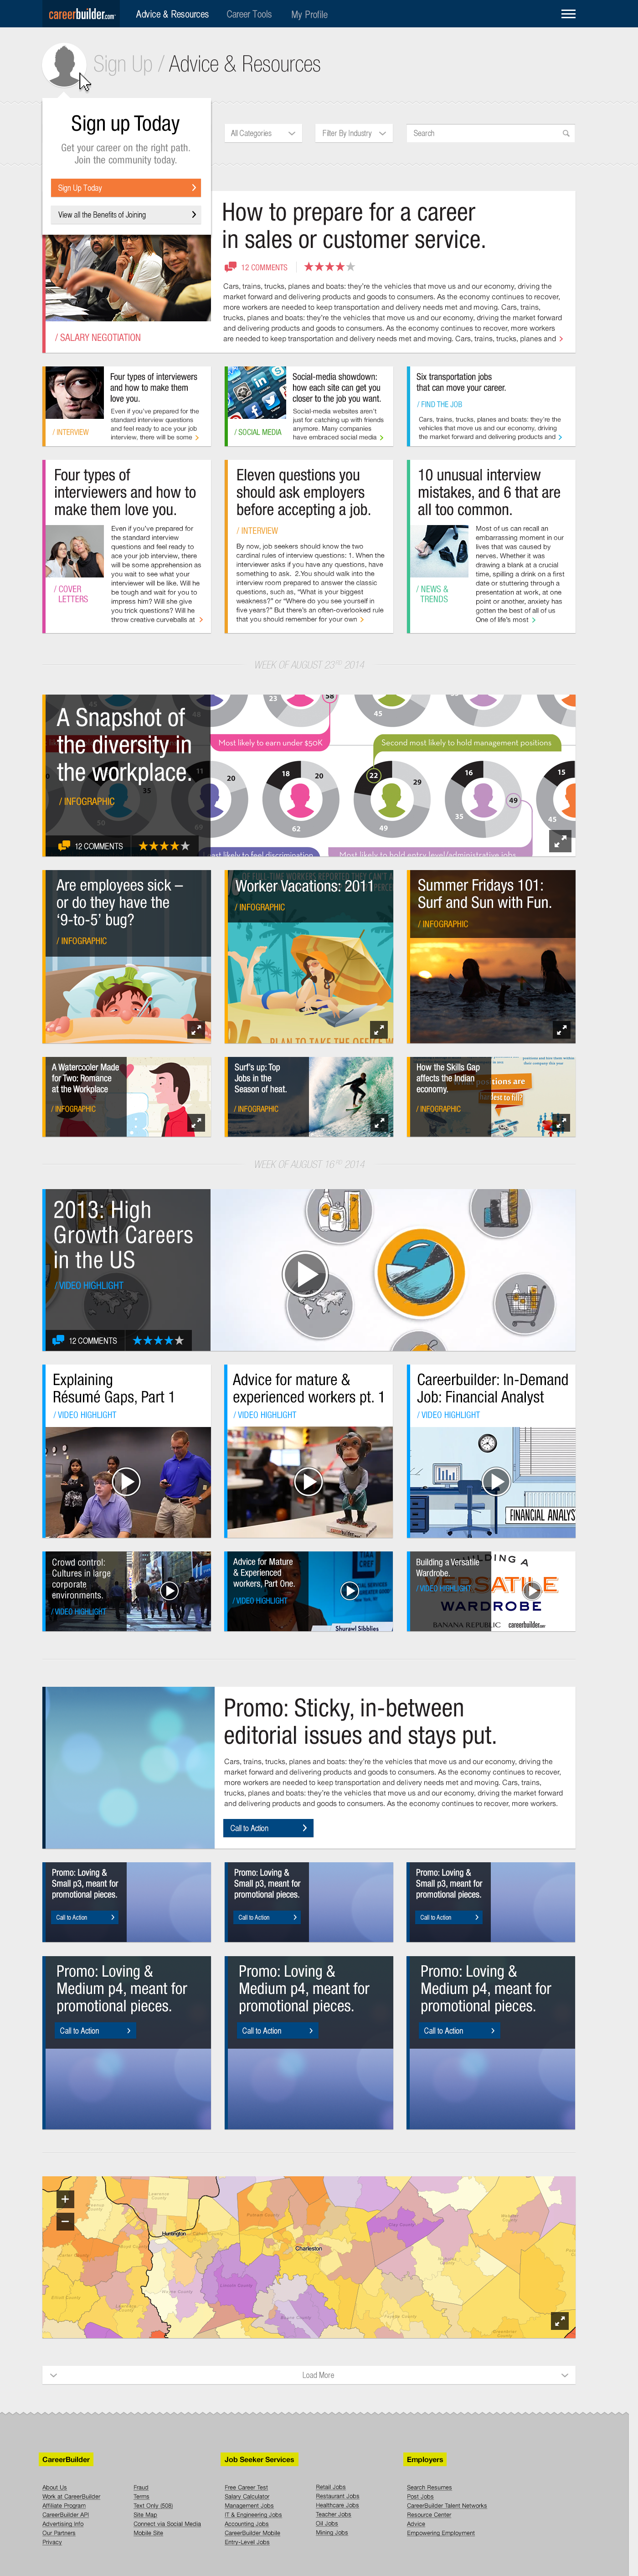 careerbuilder.com
Advice & Resources
Career Tools
My Profile
Sign Up / Advice & Resources
Sign up Today
Get your career on the right path.
Join the community today.
Sign Up Today
View all the Benefits of Joining
All Categories
Filter By Industry
Search
How to prepare for a career
in sales or customer service.
12 COMMENTS
Cars, trains, trucks, planes and boats: they're the vehicles that move us and our economy, driving the
market forward and delivering products and goods to consumers. As the economy continues to recover,
more workers are needed to keep transportation and delivery needs met and moving. Cars, trains,
trucks, planes and boats: they're the vehicles that move us and our economy, driving the market forward
and delivering products and goods to consumers. As the economy continues to recover, more workers
are needed to keep transportation and delivery needs met and moving. Cars, trains, trucks, planes and
/ SALARY NEGOTIATION
Four types of interviewers
and how to make them
love you.
Even if you've prepared for the
standard interview questions
and feel ready to ace your job
interview, there will be some
/ INTERVIEW
Social-media showdown:
how each site can get you
closer to the job you want.
Social-media websites aren't
just for catching up with friends
anymore. Many companies
have embraced social media
/ SOCIAL MEDIA
Six transportation jobs
that can move your career.
/ FIND THE JOB
Cars, trains, trucks, planes and boats: they're the
vehicles that move us and our economy, driving
the market forward and delivering products and
Four types of
interviewers and how to
make them love you.
Even if you've prepared for
the standard interview
questions and feel ready to
ace your job interview, there
will be some apprehension as
you wait to see what your
interviewer will be like. Will he
be tough and wait for you to
impress him? Will she give
you trick questions? Will he
throw creative curveballs at
/ COVER
LETTERS
Eleven questions you
should ask employers
before accepting a job.
/ INTERVIEW
By now, job seekers should know the two
cardinal rules of interview questions: 1. When the
interviewer asks if you have any questions, have
something to ask. 2.You should walk into the
interview room prepared to answer the classic
questions, such as, "What is your biggest
weakness?" or "Where do you see yourself in
five years?" But there's an often-overlooked rule
that you should remember for your own
10 unusual interview
mistakes, and 6 that are
all too common.
Most of us can recall an
embarrassing moment in our
lives that was caused by
nerves. Whether it was
drawing a blank at a crucial
time, spilling a drink on a first
date or stuttering through a
presentation at work, at one
point or another, anxiety has
gotten the best of all of us
One of life's most
/ NEWS &
TRENDS
WEEK OF AUGUST 23RD 2014
A Snapshot of
the diversity in
the workplace.
/ INFOGRAPHIC
12 COMMENTS
23
58
45
Most likely to earn under $50K
Second most likely to hold management positions
11
20
18
20
22
29
16
49
15
35
62
49
35
45
least likely to feel discrimination
Most likely to hold entry level/administrative jobs
Are employees sick –
or do they have the
'9-to-5' bug?
/ INFOGRAPHIC
OF FULL-TIME WORKERS REPORTED THEY CAN'T A
Worker Vacations: 2011
/ INFOGRAPHIC
PLAN TO TAKE THE OFFICE W
Summer Fridays 101:
Surf and Sun with Fun.
/ INFOGRAPHIC
A Watercooler Made
for Two: Romance
at the Workplace
/ INFOGRAPHIC
Surf's up: Top
Jobs in the
Season of heat.
/ INFOGRAPHIC
How the Skills Gap
affects the Indian
economy.
/ INFOGRAPHIC
positions are
hardest to fill?
WEEK OF AUGUST 16TH 2014
2013: High
Growth Careers
in the US
/ VIDEO HIGHLIGHT
12 COMMENTS
Explaining
Résumé Gaps, Part 1
/ VIDEO HIGHLIGHT
Advice for mature &
experienced workers pt. 1
/ VIDEO HIGHLIGHT
Careerbuilder: In-Demand
Job: Financial Analyst
/ VIDEO HIGHLIGHT
FINANCIAL ANALYS
Crowd control:
Cultures in large
corporate
environments.
/ VIDEO HIGHLIGHT
Advice for Mature
& Experienced
workers, Part One.
/ VIDEO HIGHLIGHT
Shurawl Sibblies
Building a Versatile
Wardrobe.
/ VIDEO HIGHLIGHT
BUILDING A
VERSATILE
WARDROBE
BANANA REPUBLIC
careerbuilder.com
Promo: Sticky, in-between
editorial issues and stays put.
Cars, trains, trucks, planes and boats: they're the vehicles that move us and our economy, driving the
market forward and delivering products and goods to consumers. As the economy continues to recover,
more workers are needed to keep transportation and delivery needs met and moving. Cars, trains,
trucks, planes and boats: they're the vehicles that move us and our economy, driving the market forward
and delivering products and goods to consumers. As the economy continues to recover, more workers.
Call to Action
Promo: Loving &
Small p3, meant for
promotional pieces.
Call to Action
Promo: Loving &
Small p3, meant for
promotional pieces.
Call to Action
Promo: Loving &
Small p3, meant for
promotional pieces.
Call to Action
Promo: Loving &
Medium p4, meant for
promotional pieces.
Call to Action
Promo: Loving &
Medium p4, meant for
promotional pieces.
Call to Action
Promo: Loving &
Medium p4, meant for
promotional pieces.
Call to Action
Huntington
Charleston
Load More
CareerBuilder
About Us
Work at CareerBuilder
Affiliate Program
CareerBuilder API
Advertising Info
Our Partners
Privacy
Fraud
Terms
Text Only (508)
Site Map
Connect via Social Media
Mobile Site
Job Seeker Services
Free Career Test
Salary Calculator
Management Jobs
IT & Engineering Jobs
Accounting Jobs
CareerBuilder Mobile
Entry-Level Jobs
Retail Jobs
Restaurant Jobs
Healthcare Jobs
Teacher Jobs
Oil Jobs
Mining Jobs
Employers
Search Resumes
Post Jobs
CareerBuilder Talent Networks
Resource Center
Advice
Empowering Employment